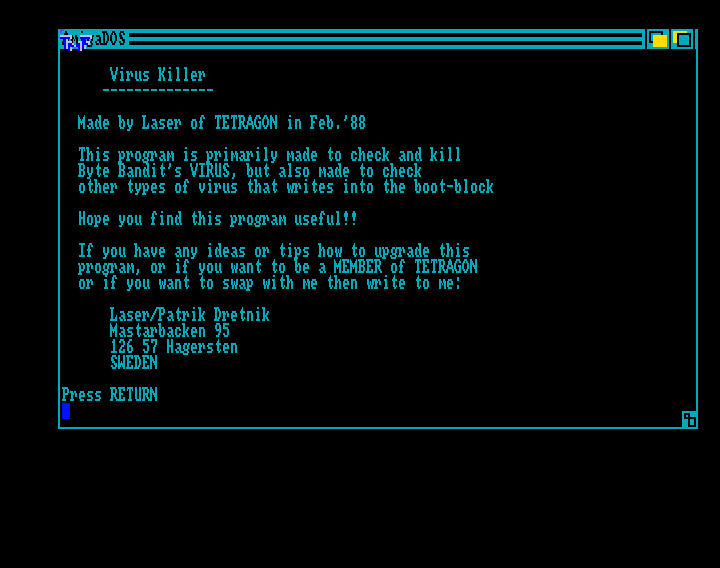 AmigaDOS
Virus Killer
--------------
Made by Laser of TETRAGON in Feb.'88
This program is primarily made to check and kill
Byte Bandit's VIRUS, but also made to check
other types of virus that writes into the boot-block
Hope you find this program useful!!
If you have any ideas or tips how to upgrade this
program, or if you want to be a MEMBER of TETRAGON
or if you want to swap with me then write to me:
Laser/Patrik Dretnik
Mastarbacken 95
126 57 Hagersten
SWEDEN
Press RETURN